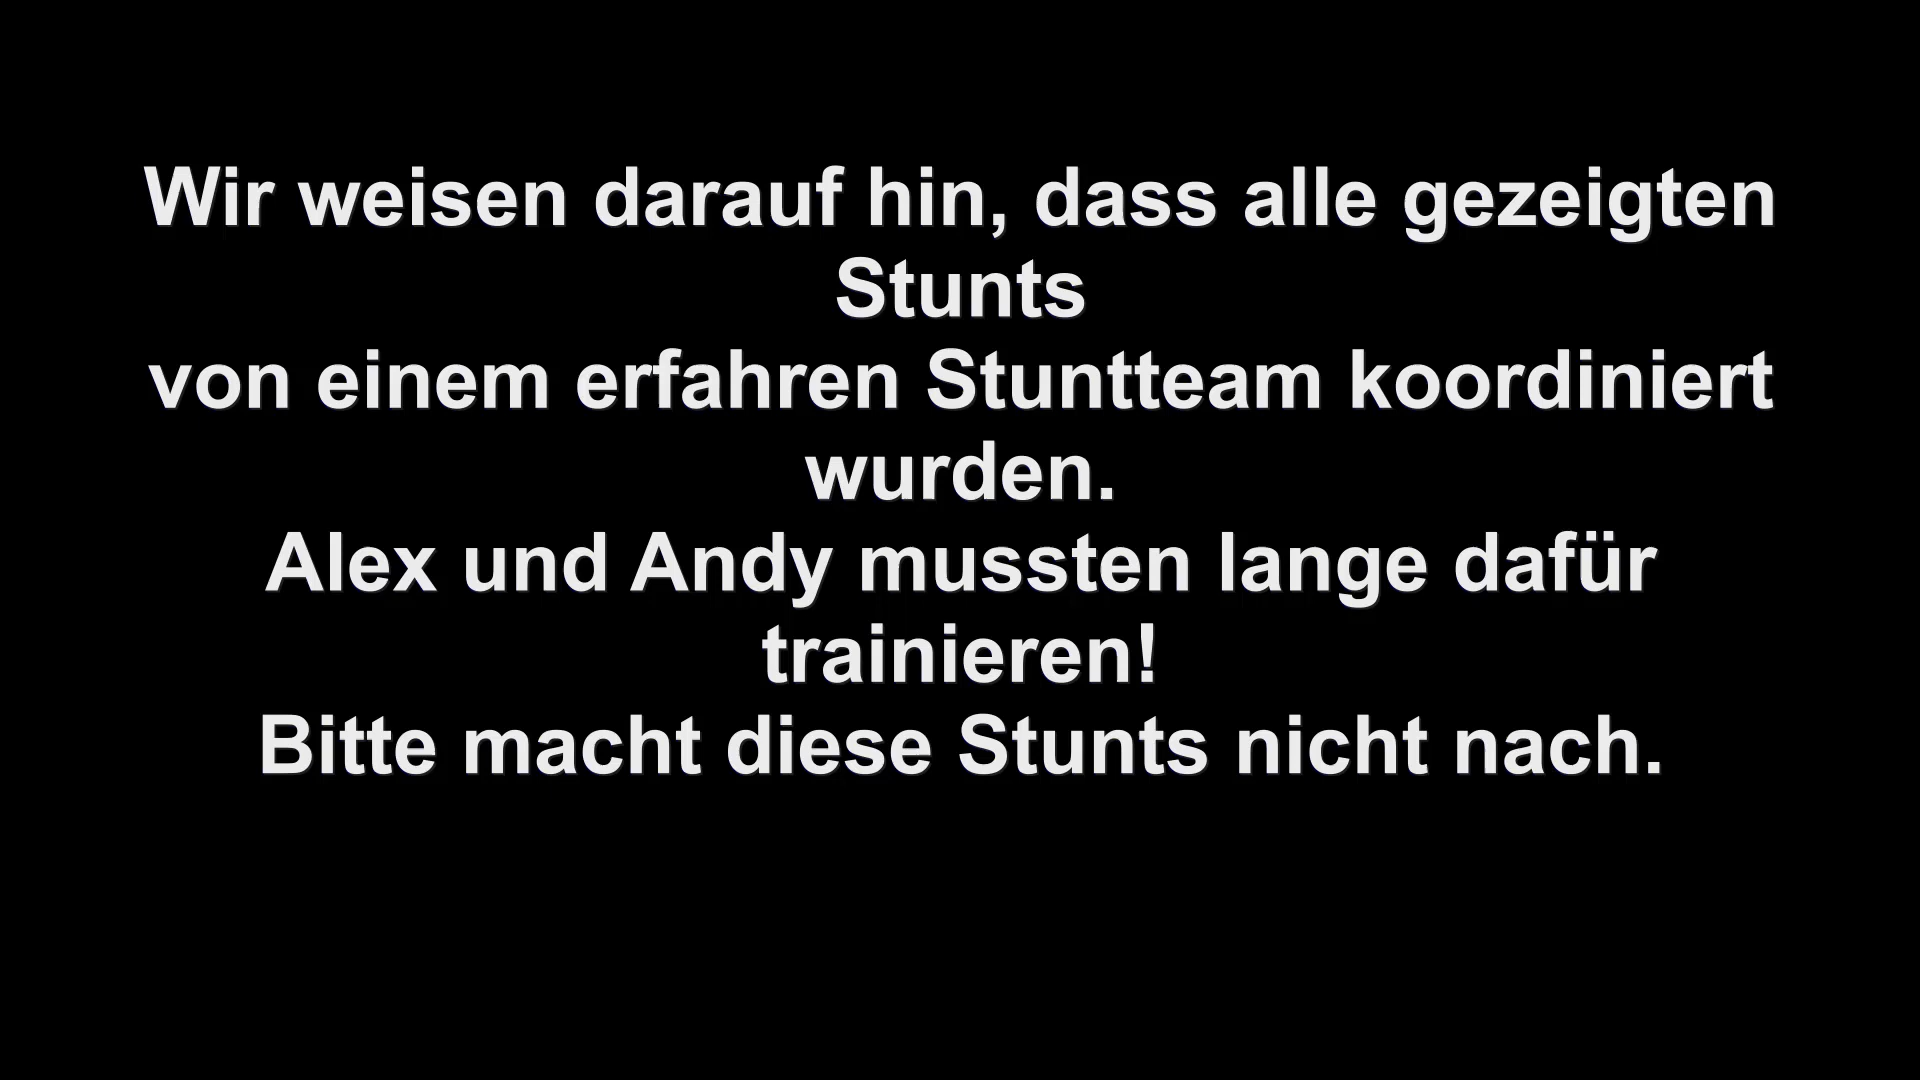 Wir weisen darauf hin, dass alle gezeigten
Stunts
von einem erfahren Stuntteam koordiniert
wurden.
Alex und Andy mussten lange dafür
trainieren!
Bitte macht diese Stunts nicht nach.